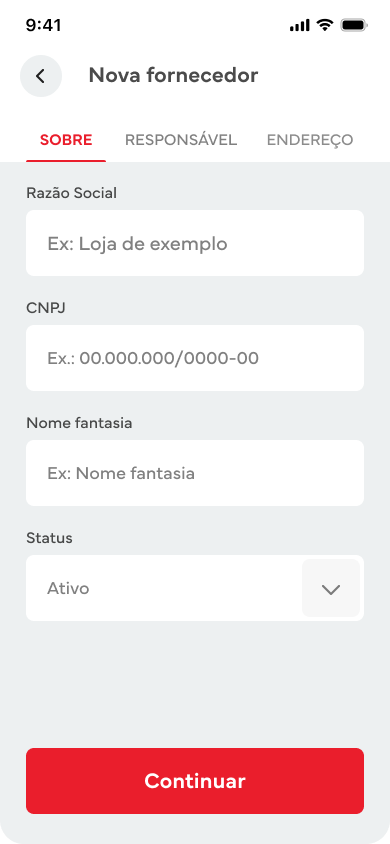 9:41
Nova fornecedor
SOBRE RESPONSÁVEL ENDEREÇO
Razão Social
Ex: Loja de exemplo
CNPJ
Ex.: 00.000.000/0000-00
Nome fantasia
Ex: Nome fantasia
Status
Ativo
Continuar